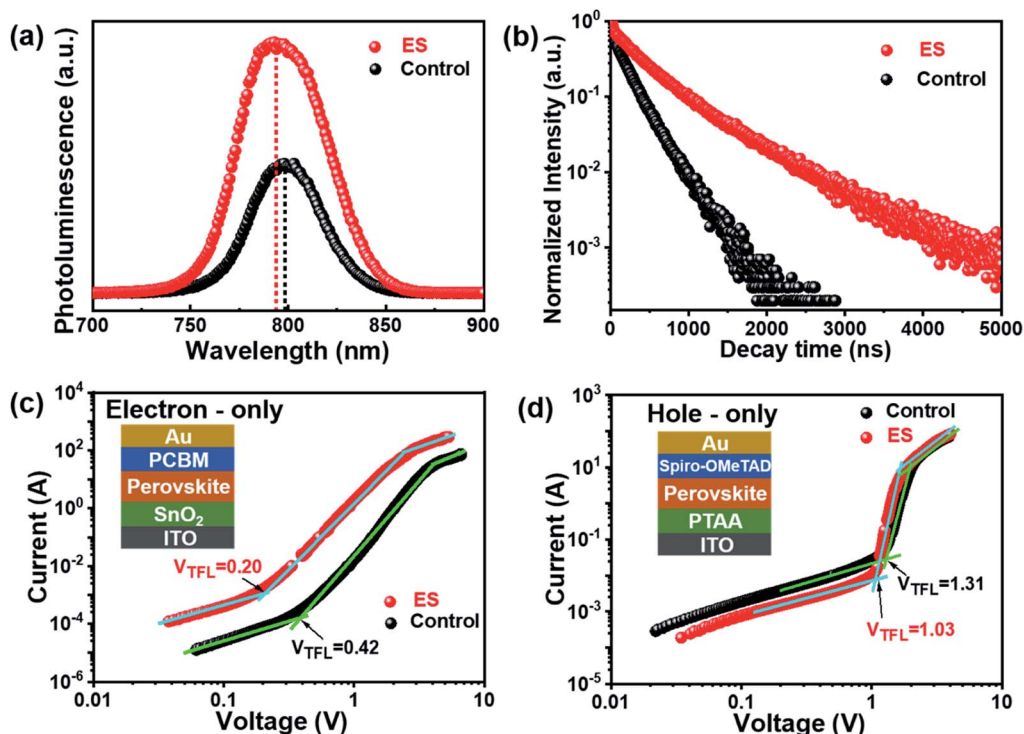 (a)
ES
Control
Photoluminescence (a.u.)
700
750
800
850
900
Wavelength (nm)
(b)
ES
Control
Normalized Intensity (a.u.)
10^0
10^-1
10^-2
10^-3
0
1000
2000
3000
4000
5000
Decay time (ns)
(c)
Electron - only
Au
PCBM
Perovskite
SnO₂
ITO
V_TFL=0.20
V_TFL=0.42
ES
Control
Current (A)
10^4
10^2
10^0
10^-2
10^-4
10^-6
0.01
0.1
1
10
Voltage (V)
(d)
Hole - only
Control
ES
Au
Spiro-OMeTAD
Perovskite
PTAA
ITO
V_TFL=1.31
V_TFL=1.03
Current (A)
10^3
10^1
10^-1
10^-3
10^-5
0.01
0.1
1
10
Voltage (V)